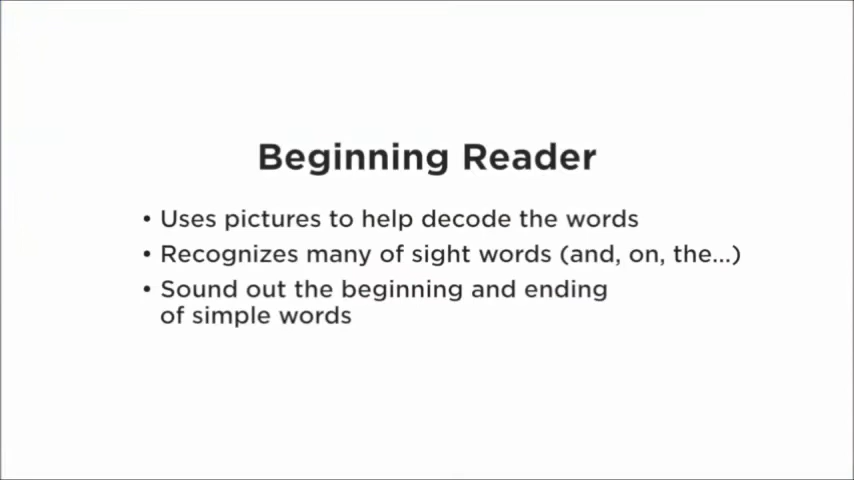 Beginning Reader
• Uses pictures to help decode the words
• Recognizes many of sight words (and, on, the...)
• Sound out the beginning and ending
of simple words